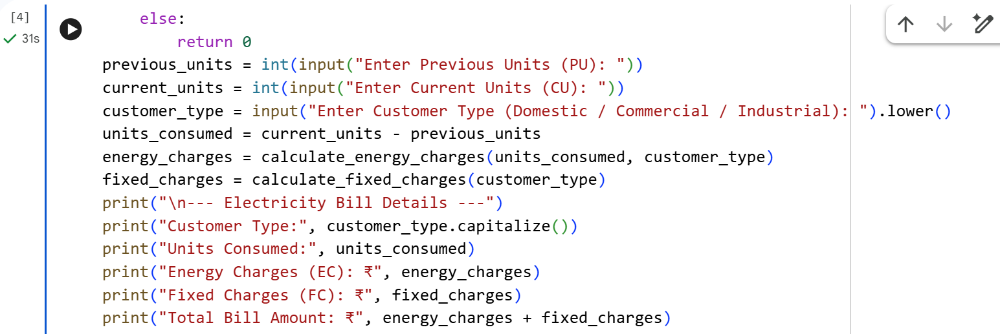 [4]
31s
else:
return 0
previous_units = int(input("Enter Previous Units (PU): "))
current_units = int(input("Enter Current Units (CU): "))
customer_type = input("Enter Customer Type (Domestic / Commercial / Industrial): ").lower()
units_consumed = current_units - previous_units
energy_charges = calculate_energy_charges(units_consumed, customer_type)
fixed_charges = calculate_fixed_charges(customer_type)
print("\n--- Electricity Bill Details ---")
print("Customer Type:", customer_type.capitalize())
print("Units Consumed:", units_consumed)
print("Energy Charges (EC): ₹", energy_charges)
print("Fixed Charges (FC): ₹", fixed_charges)
print("Total Bill Amount: ₹", energy_charges + fixed_charges)